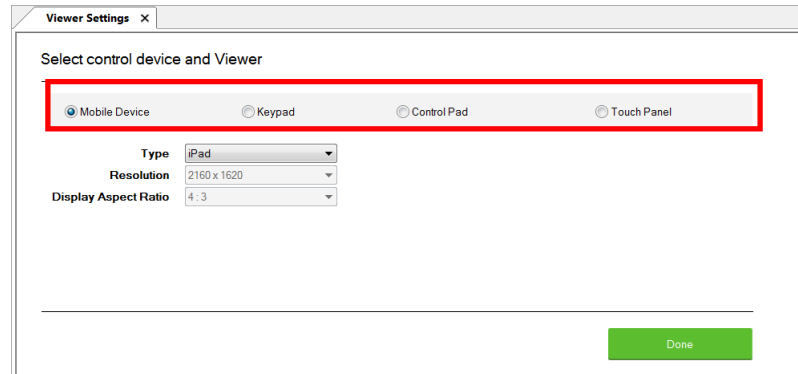 Viewer Settings X
Select control device and Viewer
Mobile Device Keypad Control Pad Touch Panel
Type iPad
Resolution 2160 x 1620
Display Aspect Ratio 4 : 3
Done